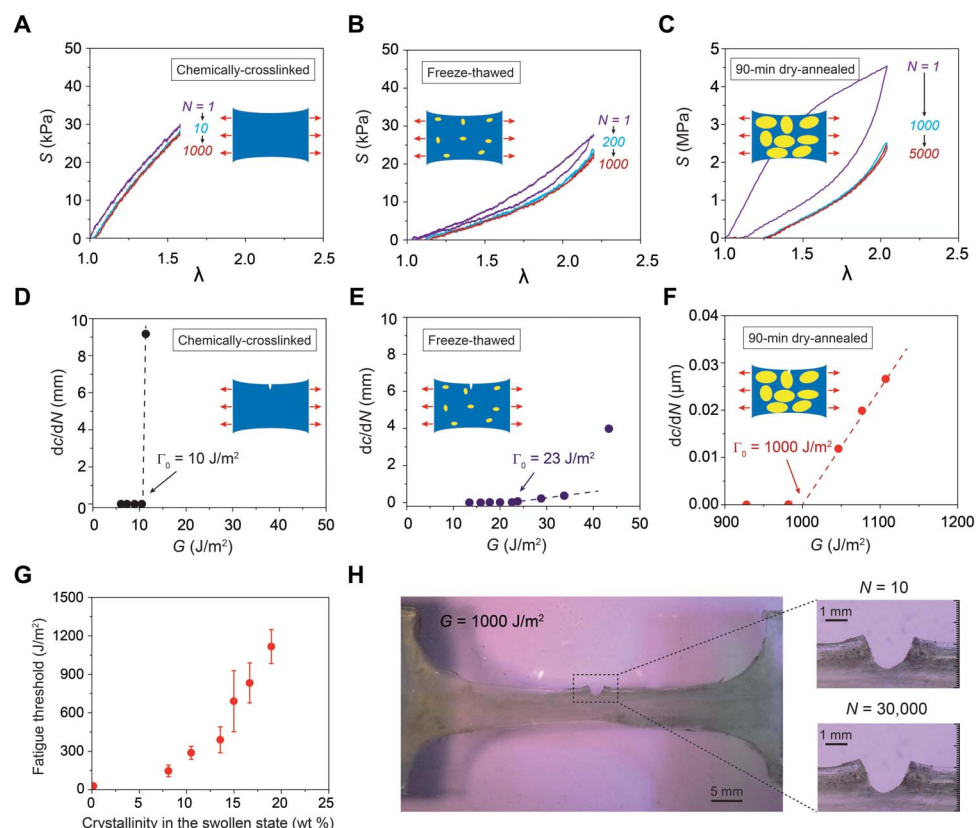 A
50
40
30
20
10
0
S (kPa)
1.0
1.5
2.0
2.5
λ
Chemically-crosslinked
N = 1
10
1000
B
50
40
30
20
10
0
S (kPa)
1.0
1.5
2.0
2.5
λ
Freeze-thawed
N = 1
200
1000
C
5
4
3
2
1
0
S (MPa)
1.0
1.5
2.0
2.5
λ
90-min dry-annealed
N = 1
1000
5000
D
10
8
6
4
2
0
dc/dN (mm)
0
10
20
30
40
50
G (J/m²)
Chemically-crosslinked
Γ₀ = 10 J/m²
E
10
8
6
4
2
0
dc/dN (mm)
0
10
20
30
40
50
G (J/m²)
Freeze-thawed
Γ₀ = 23 J/m²
F
0.04
0.03
0.02
0.01
0.00
dc/dN (μm)
900
1000
1100
1200
G (J/m²)
90-min dry-annealed
Γ₀ = 1000 J/m²
G
1500
1200
900
600
300
0
Fatigue threshold (J/m²)
0
5
10
15
20
25
Crystallinity in the swollen state (wt %)
H
G = 1000 J/m²
5 mm
N = 10
1 mm
N = 30,000
1 mm